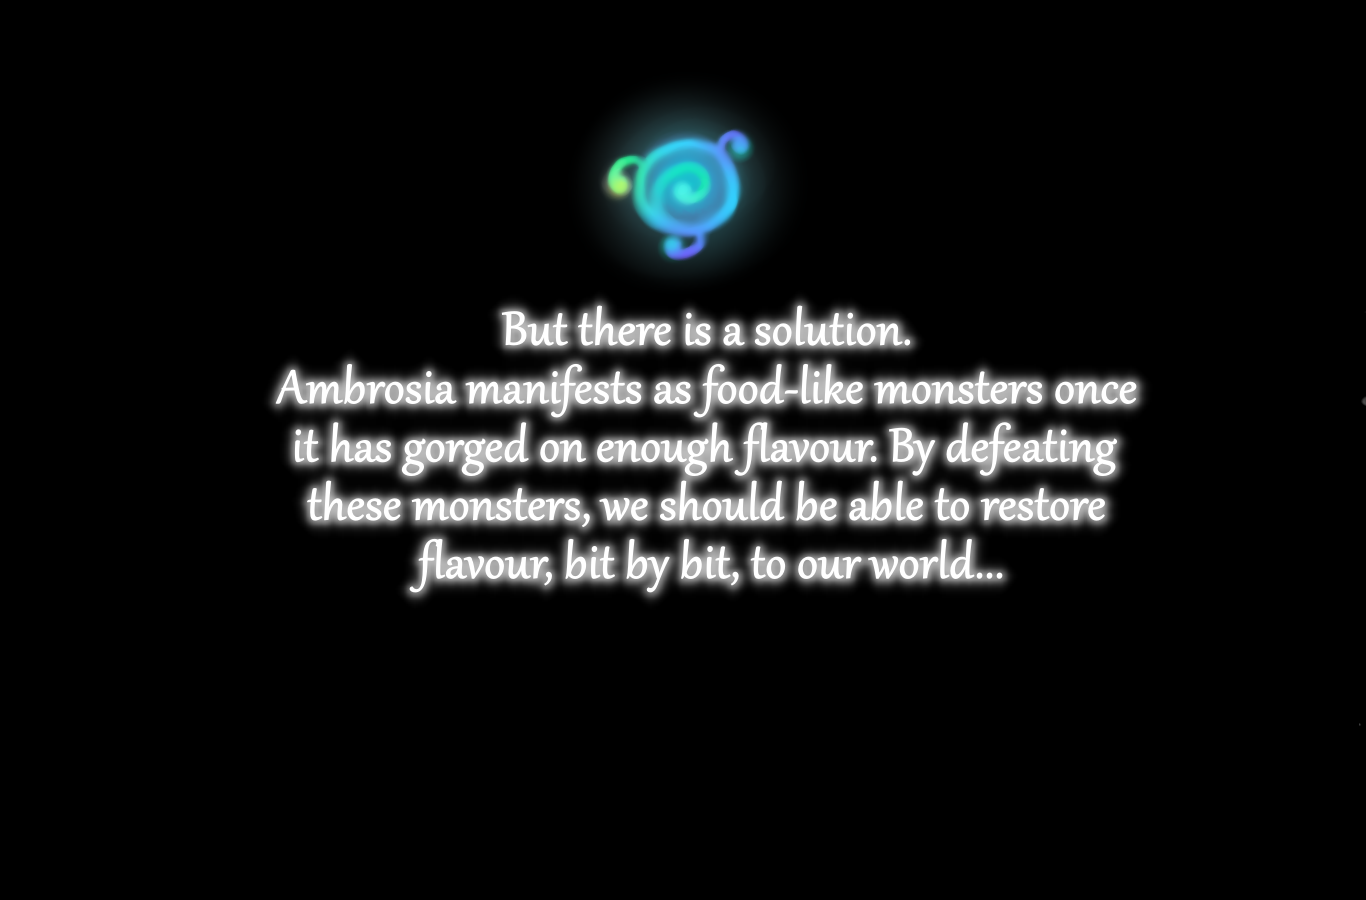 But there is a solution.
Ambrosia manifests as food-like monsters once
it has gorged on enough flavour. By defeating
these monsters, we should be able to restore
flavour, bit by bit, to our world...